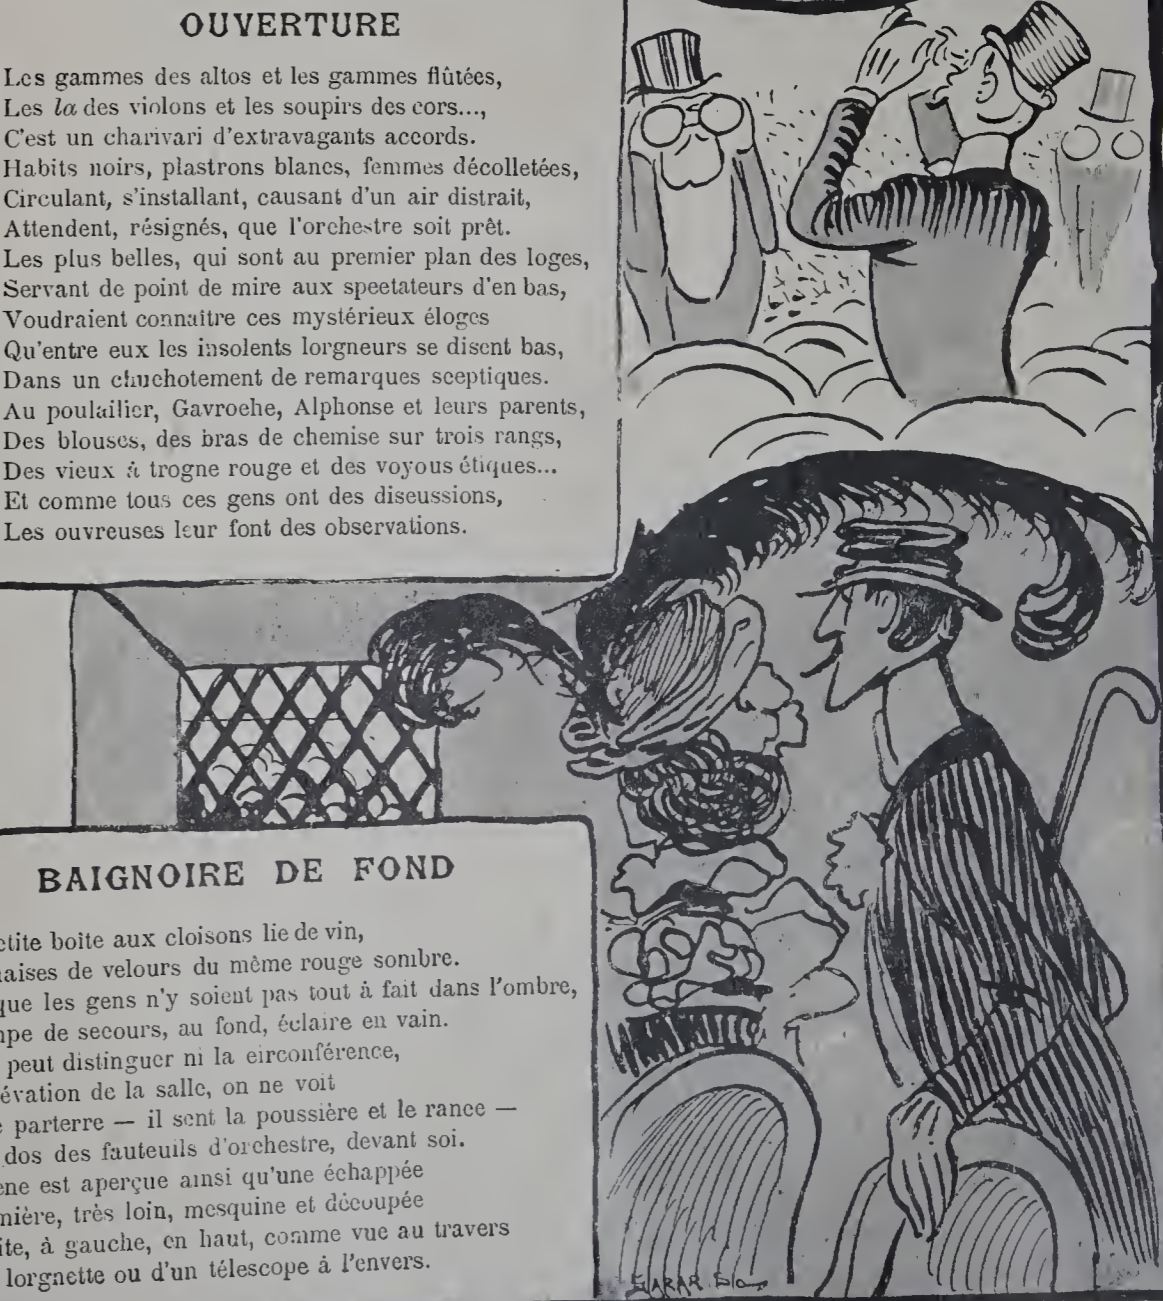 OUVERTURE
Les gammes des altos et les gammes flûtées,
Les la des violons et les soupirs des cors...,
C'est un charivari d'extravagants accords.
Habits noirs, plastrons blancs, femmes décolletées,
Circulant, s'installant, causant d'un air distrait,
Attendent, résignés, que l'orchestre soit prêt.
Les plus belles, qui sont au premier plan des loges,
Servant de point de mire aux spectateurs d'en bas,
Voudraient connaître ces mystérieux éloges
Qu'entre eux les insolents lorgneurs se disent bas,
Dans un chuchotement de remarques sceptiques.
Au poulailler, Gavroche, Alphonse et leurs parents,
Des blouses, des bras de chemise sur trois rangs,
Des vieux à trogne rouge et des voyous étiques...
Et comme tous ces gens ont des discussions,
Les ouvreuses leur font des observations.
BAIGNOIRE DE FOND
etite boite aux cloisons lie de vin,
haises de velours du même rouge sombre.
que les gens n'y soient pas tout à fait dans l'ombre,
mpe de secours, au fond, éclaire en vain.
peut distinguer ni la circonférence,
évation de la salle, on ne voit
e parterre — il sent la poussière et le rance —
dos des fauteuils d'orchestre, devant soi.
ène est aperçue ainsi qu'une échappée
mière, très loin, mesquine et découpée
ite, à gauche, en haut, comme vue au travers
lorgnette ou d'un télescope à l'envers.